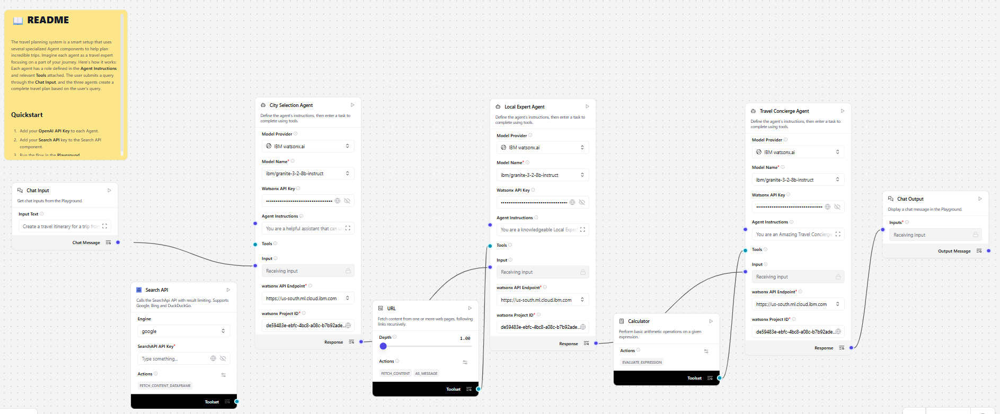 README
The travel planning system is a smart setup that uses
several specialized Agent components to help plan
incredible trips. Imagine each agent as a travel expert
focusing on a part of your journey. Here's how it works:
Each agent has a role defined in the Agent Instructions
and relevant Tools attached. The user submits a query
through the Chat Input, and the three agents create a
complete travel plan based on the user's query.
Quickstart
1. Add your OpenAI API Key to each Agent.
2. Add your Search API key to the Search API
component.
3. Run the flow in the Playground
Chat Input
Get chat inputs from the Playground.
Input Text
Create a travel itinerary for a trip from
Chat Message
Search API
Calls the SearchApi API with result limiting. Supports
Google, Bing and DuckDuckGo.
Engine
google
SearchAPI API Key*
Type something...
Actions
FETCH_CONTENT_DATAFRAME
Toolset
City Selection Agent
Define the agent's instructions, then enter a task to
complete using tools.
Model Provider
IBM watsonx.ai
Model Name*
ibm/granite-3-2-8b-instruct
Watsonx API Key
Agent Instructions
You are a helpful assistant that can us
Tools
Input
Receiving input
watsonx API Endpoint*
https://us-south.ml.cloud.ibm.com
watsonx Project ID*
de59483e-ebfc-4bc8-a08c-b7b92ade...
Response
URL
Fetch content from one or more web pages, following
links recursively.
Depth
1.00
Actions
FETCH_CONTENT AS_MESSAGE
Toolset
Local Expert Agent
Define the agent's instructions, then enter a task to
complete using tools.
Model Provider
IBM watsonx.ai
Model Name*
ibm/granite-3-2-8b-instruct
Watsonx API Key
Agent Instructions
You are a knowledgeable Local Exper
Tools
Input
Receiving input
watsonx API Endpoint*
https://us-south.ml.cloud.ibm.com
watsonx Project ID*
de59483e-ebfc-4bc8-a08c-b7b92ade...
Response
Calculator
Perform basic arithmetic operations on a given
expression.
Actions
EVALUATE_EXPRESSION
Toolset
Travel Concierge Agent
Define the agent's instructions, then enter a task to
complete using tools.
Model Provider
IBM watsonx.ai
Model Name*
ibm/granite-3-2-8b-instruct
Watsonx API Key
Agent Instructions
You are an Amazing Travel Concierge
Tools
Input
Receiving input
watsonx API Endpoint*
https://us-south.ml.cloud.ibm.com
watsonx Project ID*
de59483e-ebfc-4bc8-a08c-b7b92ade...
Response
Chat Output
Display a chat message in the Playground.
Inputs*
Receiving input
Output Message